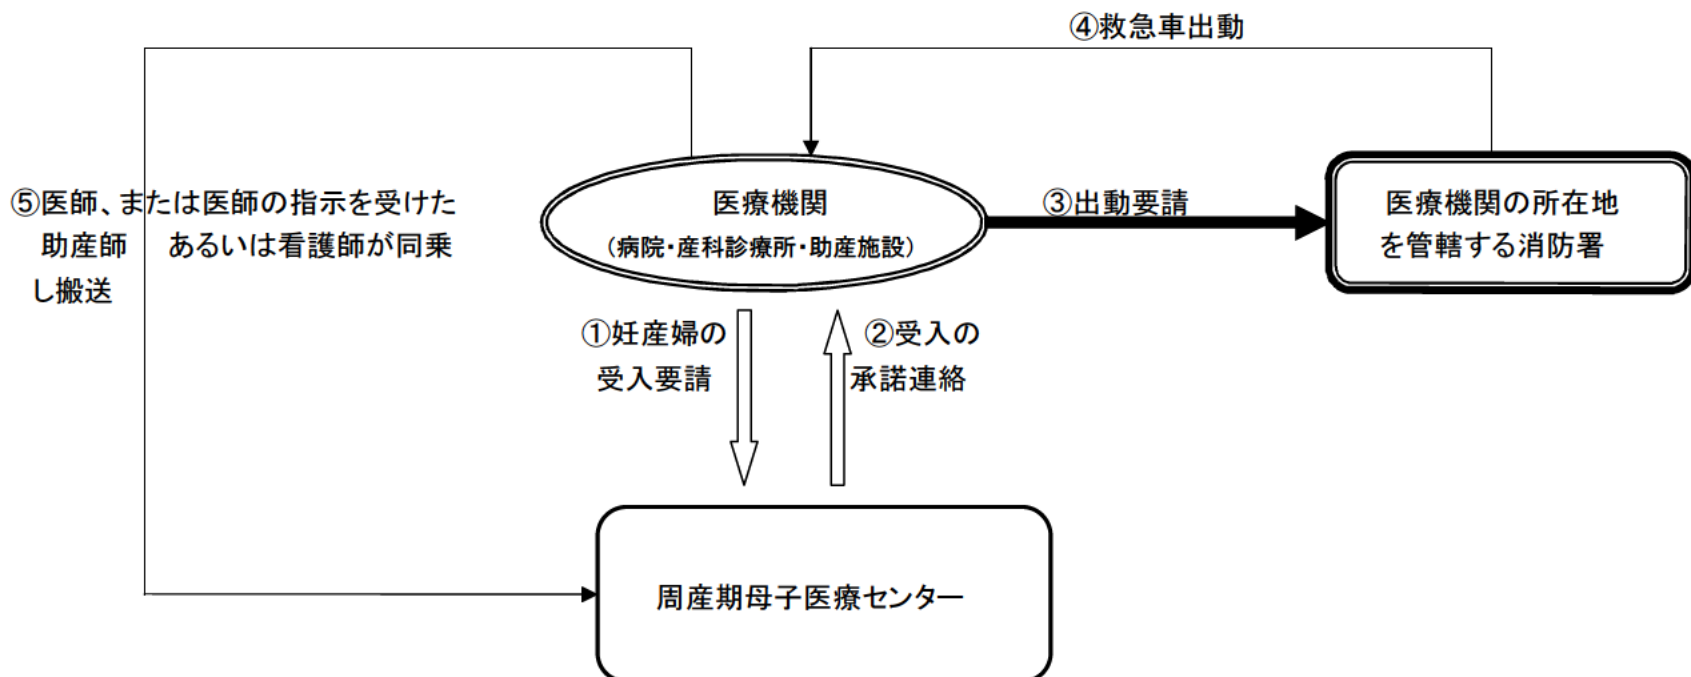 ④救急車出動
⑤医師、または医師の指示を受けた
助産師　あるいは看護師が同乗
し搬送
医療機関
（病院・産科診療所・助産施設）
③出動要請
医療機関の所在地
を管轄する消防署
①妊産婦の
受入要請
②受入の
承諾連絡
周産期母子医療センター